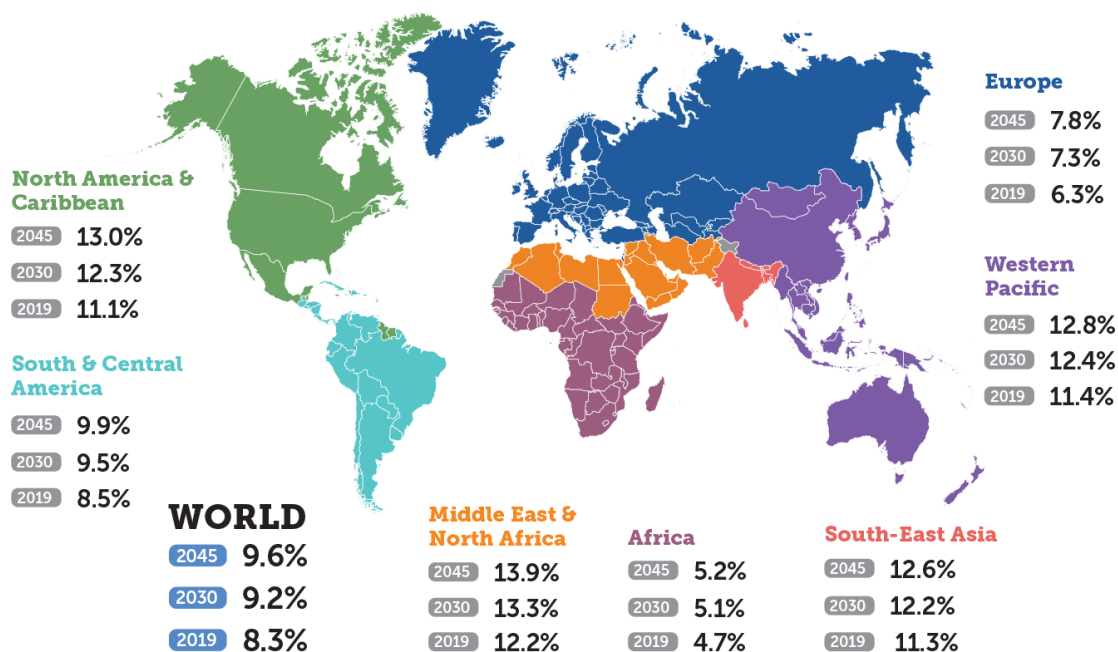 North America &
Caribbean
2045 13.0%
2030 12.3%
2019 11.1%
South & Central
America
2045 9.9%
2030 9.5%
2019 8.5%
WORLD
2045 9.6%
2030 9.2%
2019 8.3%
Middle East &
North Africa
2045 13.9%
2030 13.3%
2019 12.2%
Africa
2045 5.2%
2030 5.1%
2019 4.7%
South-East Asia
2045 12.6%
2030 12.2%
2019 11.3%
Europe
2045 7.8%
2030 7.3%
2019 6.3%
Western
Pacific
2045 12.8%
2030 12.4%
2019 11.4%